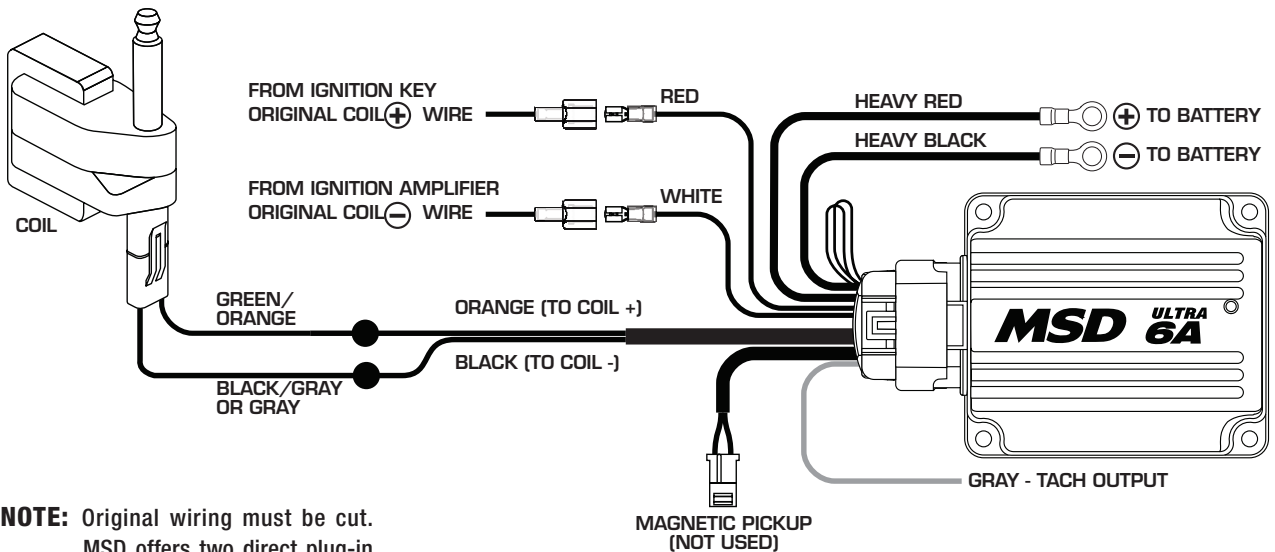 FROM IGNITION KEY
ORIGINAL COIL + WIRE
RED
HEAVY RED
+ TO BATTERY
HEAVY BLACK
- TO BATTERY
FROM IGNITION AMPLIFIER
ORIGINAL COIL - WIRE
WHITE
COIL
GREEN/
ORANGE
ORANGE (TO COIL +)
BLACK (TO COIL -)
BLACK/GRAY
OR GRAY
MSD ULTRA
6A
GRAY - TACH OUTPUT
MAGNETIC PICKUP
(NOT USED)
NOTE: Original wiring must be cut.
MSD offers two direct plug-in